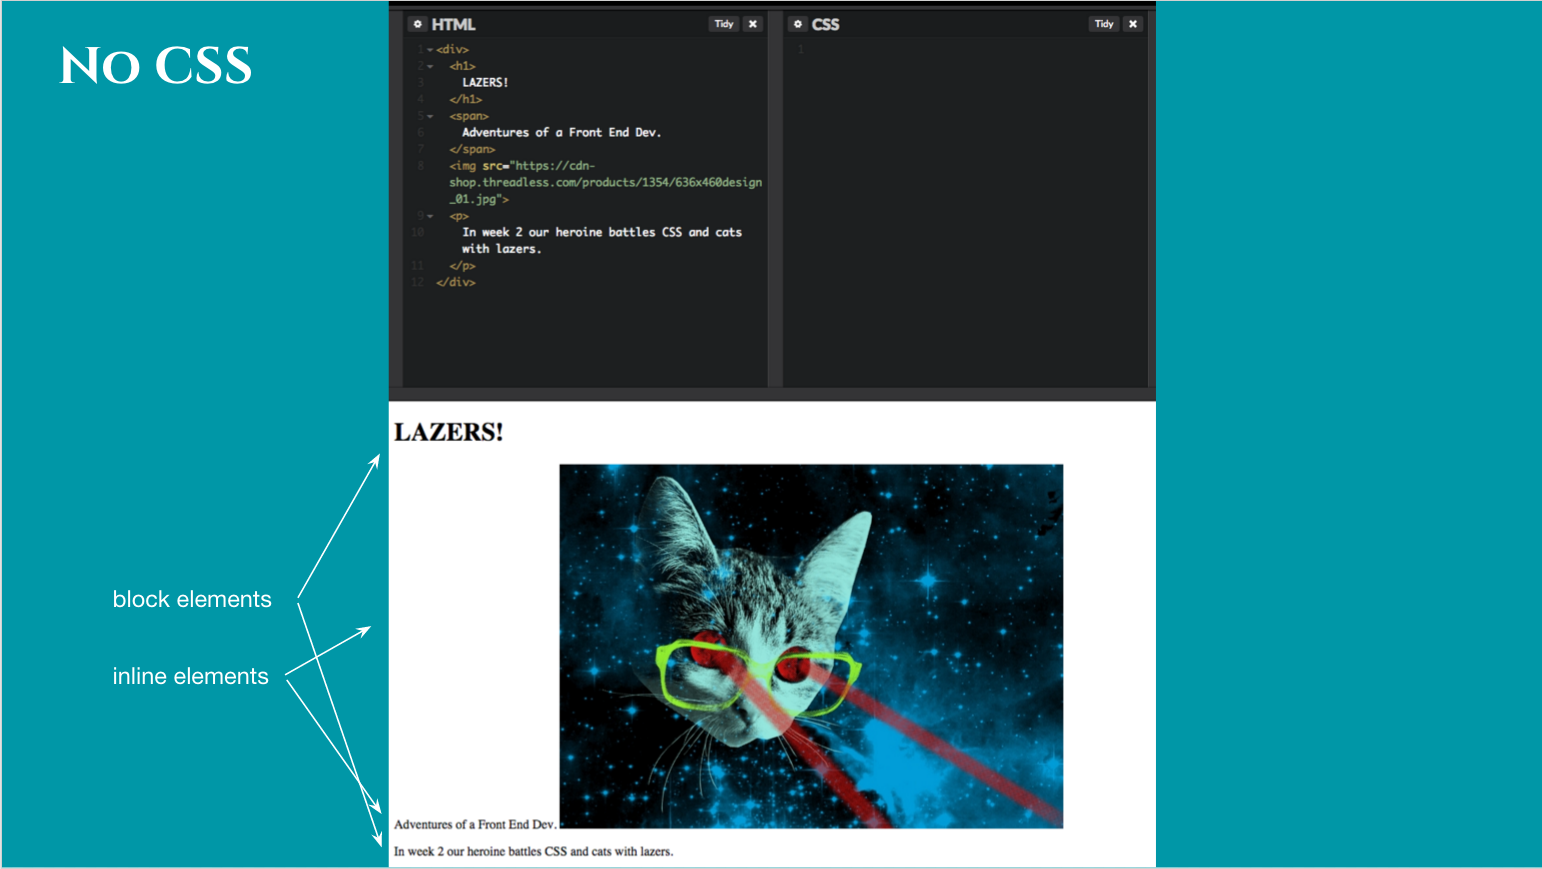 No CSS
HTML
Tidy
CSS
Tidy
1 <div>
2 <h1>
3 LAZERS!
4 </h1>
5 <span>
6 Adventures of a Front End Dev.
7 </span>
8 <img src="https://cdn-
shop.threadless.com/products/1354/636x460design
_01.jpg">
9 <p>
10 In week 2 our heroine battles CSS and cats
with lazers.
11 </p>
12 </div>
1
LAZERS!
block elements
inline elements
Adventures of a Front End Dev.
In week 2 our heroine battles CSS and cats with lazers.